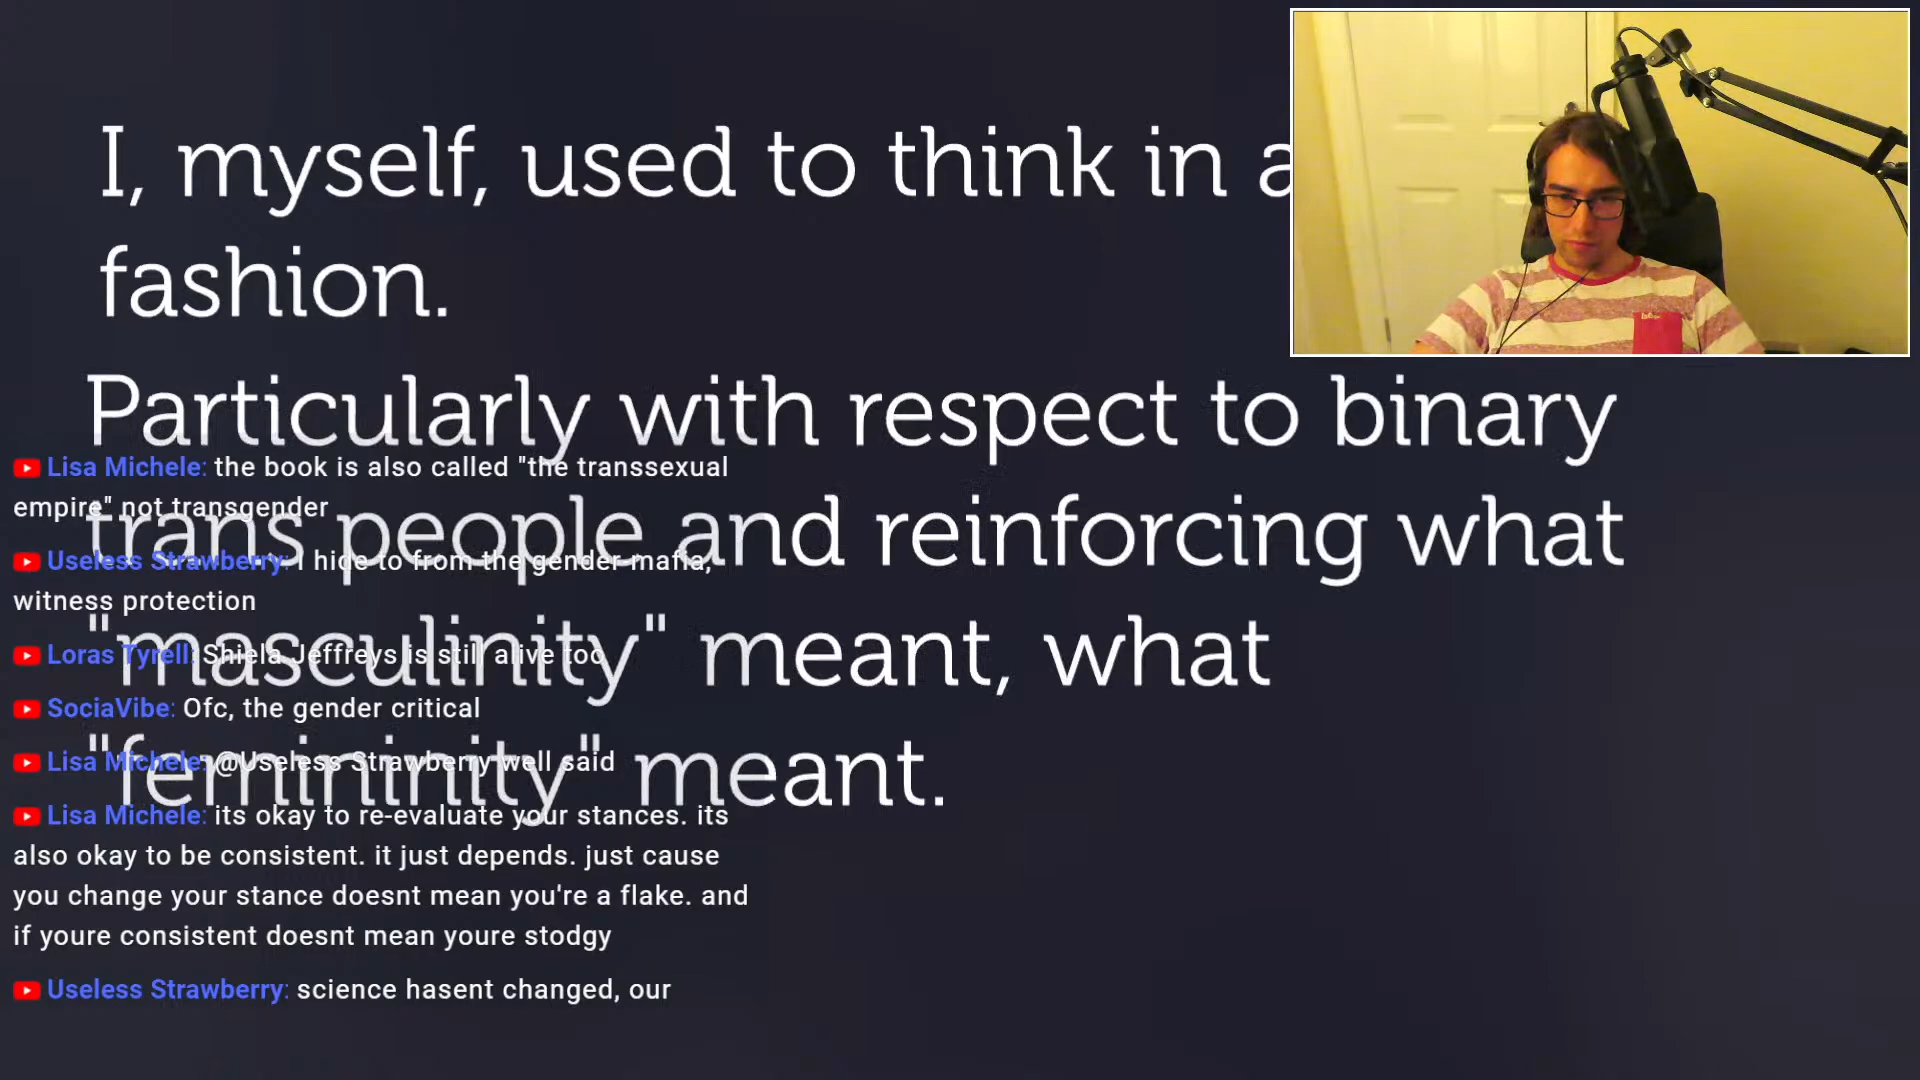 I, myself, used to think in a
fashion.
Particularly with respect to binary
trans people and reinforcing what
"masculinity" meant, what
"femininity" meant.
Lisa Michele: the book is also called "the transsexual
empire" not transgender
Useless Strawberry: I hide to from the gender mafia,
witness protection
Loras Tyrell: Shiela Jeffreys is still alive too
SociaVibe: Ofc, the gender critical
Lisa Michele: @Useless Strawberry well said
Lisa Michele: its okay to re-evaluate your stances. its
also okay to be consistent. it just depends. just cause
you change your stance doesnt mean you're a flake. and
if youre consistent doesnt mean youre stodgy
Useless Strawberry: science hasent changed, our